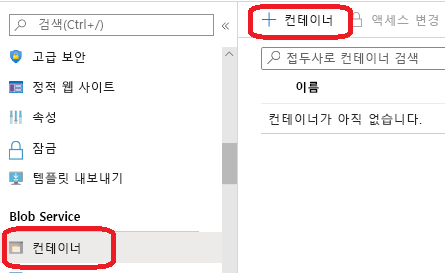 검색(Ctrl+/)
«
고급 보안
정적 웹 사이트
속성
잠금
템플릿 내보내기
Blob Service
컨테이너
+ 컨테이너
액세스 변경
접두사로 컨테이너 검색
이름
컨테이너가 아직 없습니다.